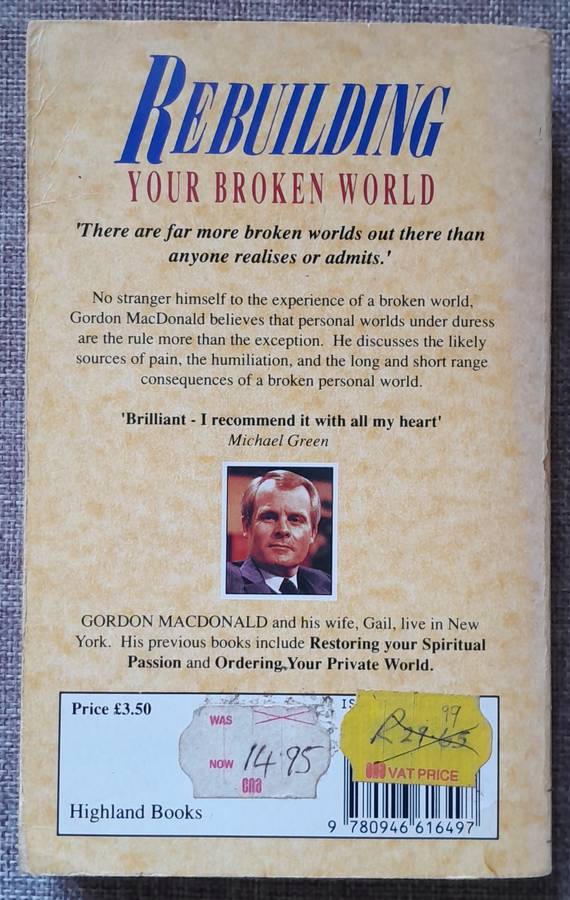 REBUILDING
YOUR BROKEN WORLD
'There are far more broken worlds out there than
anyone realises or admits.'
No stranger himself to the experience of a broken world,
Gordon MacDonald believes that personal worlds under duress
are the rule more than the exception. He discusses the likely
sources of pain, the humiliation, and the long and short range
consequences of a broken personal world.
'Brilliant - I recommend it with all my heart'
Michael Green
GORDON MACDONALD and his wife, Gail, live in New
York. His previous books include Restoring your Spiritual
Passion and Ordering Your Private World.
Price £3.50
IS
WAS
NOW 14.95
cna
99
cna VAT PRICE
Highland Books
9 780946 616497